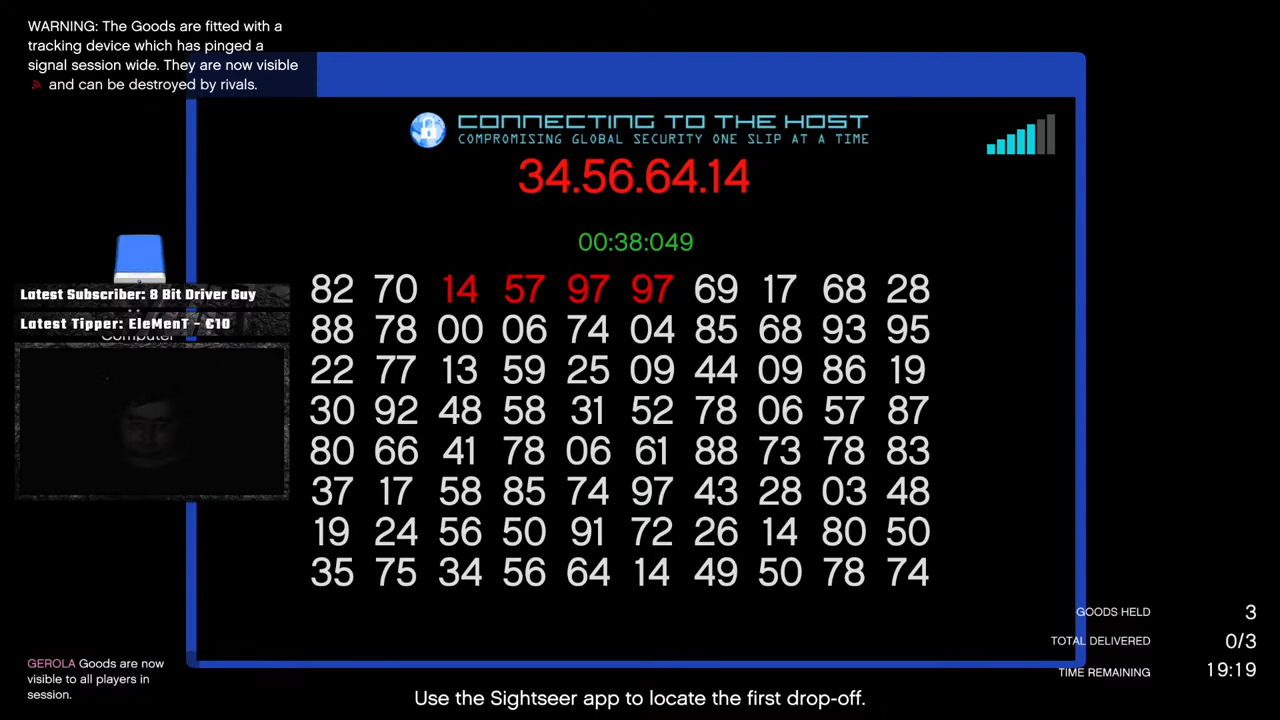 WARNING: The Goods are fitted with a
tracking device which has pinged a
signal session wide. They are now visible
and can be destroyed by rivals.
CONNECTING TO THE HOST
COMPROMISING GLOBAL SECURITY ONE SLIP AT A TIME
34.56.64.14
00:38:049
82 70 14 57 97 97 69 17 68 28
Latest Subscriber: 8 Bit Driver Guy
88 78 00 06 74 04 85 68 93 95
Latest Tipper: EleMenT - €10
Computer
22 77 13 59 25 09 44 09 86 19
30 92 48 58 31 52 78 06 57 87
80 66 41 78 06 61 88 73 78 83
37 17 58 85 74 97 43 28 03 48
19 24 56 50 91 72 26 14 80 50
35 75 34 56 64 14 49 50 78 74
GOODS HELD 3
TOTAL DELIVERED 0/3
TIME REMAINING 19:19
GEROLA Goods are now
visible to all players in
session.
Use the Sightseer app to locate the first drop-off.